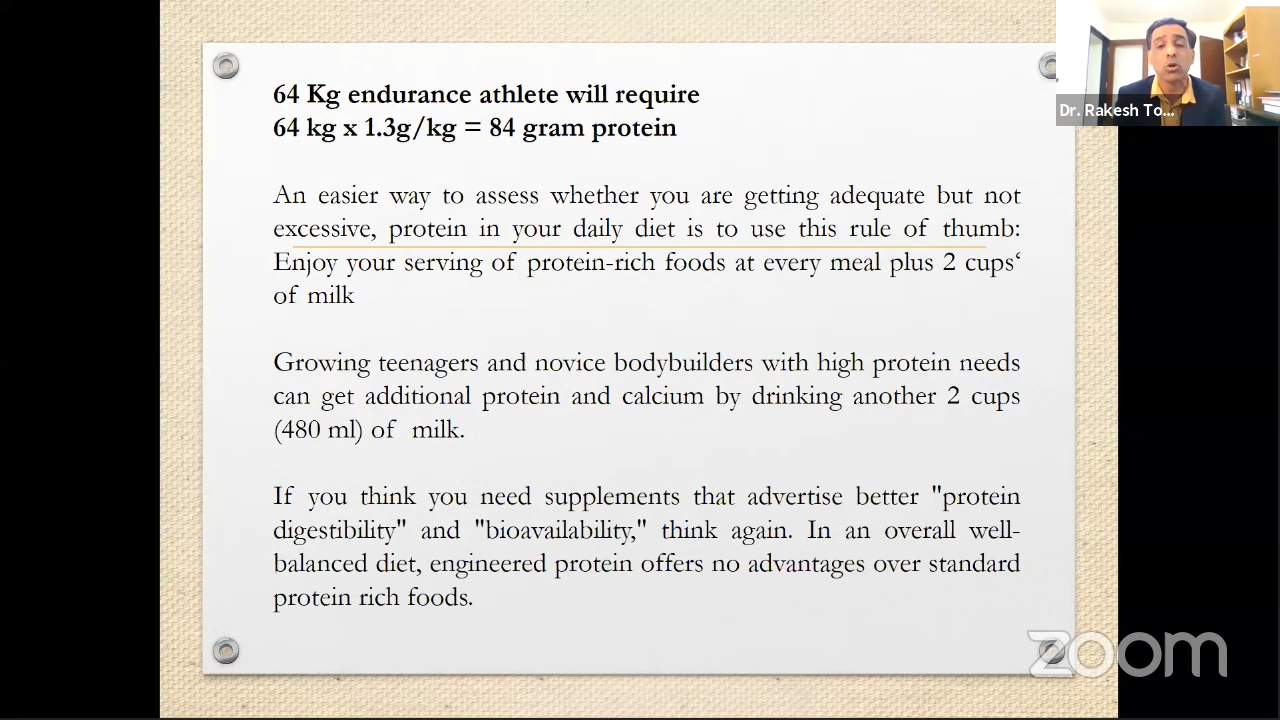 64 Kg endurance athlete will require
64 kg x 1.3g/kg = 84 gram protein
An easier way to assess whether you are getting adequate but not
excessive, protein in your daily diet is to use this rule of thumb:
Enjoy your serving of protein-rich foods at every meal plus 2 cups‘
of milk
Growing teenagers and novice bodybuilders with high protein needs
can get additional protein and calcium by drinking another 2 cups
(480 ml) of milk.
If you think you need supplements that advertise better "protein
digestibility" and "bioavailability," think again. In an overall well-
balanced diet, engineered protein offers no advantages over standard
protein rich foods.
Dr. Rakesh To...
zoom